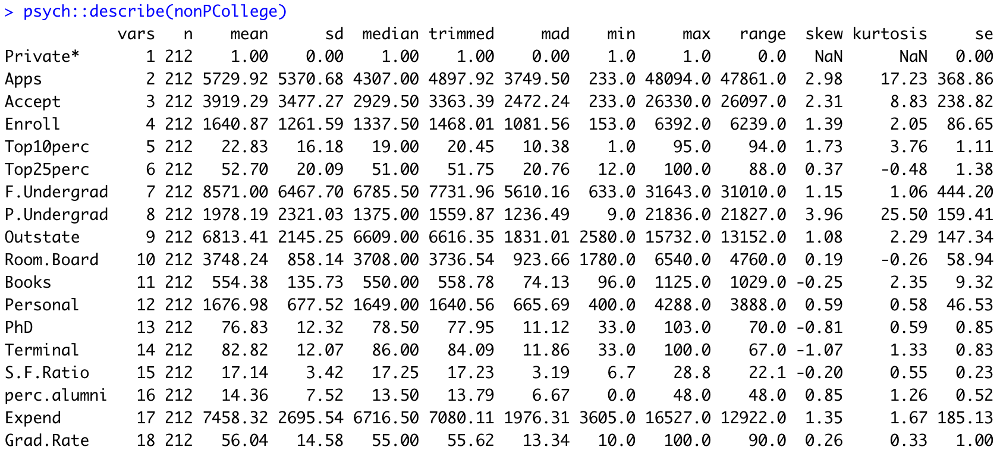 > psych::describe(nonPCollege)
vars n mean sd median trimmed mad min max range skew kurtosis se
Private* 1 212 1.00 0.00 1.00 1.00 0.00 1.0 1.0 0.0 NaN NaN 0.00
Apps 2 212 5729.92 5370.68 4307.00 4897.92 3749.50 233.0 48094.0 47861.0 2.98 17.23 368.86
Accept 3 212 3919.29 3477.27 2929.50 3363.39 2472.24 233.0 26330.0 26097.0 2.31 8.83 238.82
Enroll 4 212 1640.87 1261.59 1337.50 1468.01 1081.56 153.0 6392.0 6239.0 1.39 2.05 86.65
Top10perc 5 212 22.83 16.18 19.00 20.45 10.38 1.0 95.0 94.0 1.73 3.76 1.11
Top25perc 6 212 52.70 20.09 51.00 51.75 20.76 12.0 100.0 88.0 0.37 -0.48 1.38
F.Undergrad 7 212 8571.00 6467.70 6785.50 7731.96 5610.16 633.0 31643.0 31010.0 1.15 1.06 444.20
P.Undergrad 8 212 1978.19 2321.03 1375.00 1559.87 1236.49 9.0 21836.0 21827.0 3.96 25.50 159.41
Outstate 9 212 6813.41 2145.25 6609.00 6616.35 1831.01 2580.0 15732.0 13152.0 1.08 2.29 147.34
Room.Board 10 212 3748.24 858.14 3708.00 3736.54 923.66 1780.0 6540.0 4760.0 0.19 -0.26 58.94
Books 11 212 554.38 135.73 550.00 558.78 74.13 96.0 1125.0 1029.0 -0.25 2.35 9.32
Personal 12 212 1676.98 677.52 1649.00 1640.56 665.69 400.0 4288.0 3888.0 0.59 0.58 46.53
PhD 13 212 76.83 12.32 78.50 77.95 11.12 33.0 103.0 70.0 -0.81 0.59 0.85
Terminal 14 212 82.82 12.07 86.00 84.09 11.86 33.0 100.0 67.0 -1.07 1.33 0.83
S.F.Ratio 15 212 17.14 3.42 17.25 17.23 3.19 6.7 28.8 22.1 -0.20 0.55 0.23
perc.alumni 16 212 14.36 7.52 13.50 13.79 6.67 0.0 48.0 48.0 0.85 1.26 0.52
Expend 17 212 7458.32 2695.54 6716.50 7080.11 1976.31 3605.0 16527.0 12922.0 1.35 1.67 185.13
Grad.Rate 18 212 56.04 14.58 55.00 55.62 13.34 10.0 100.0 90.0 0.26 0.33 1.00